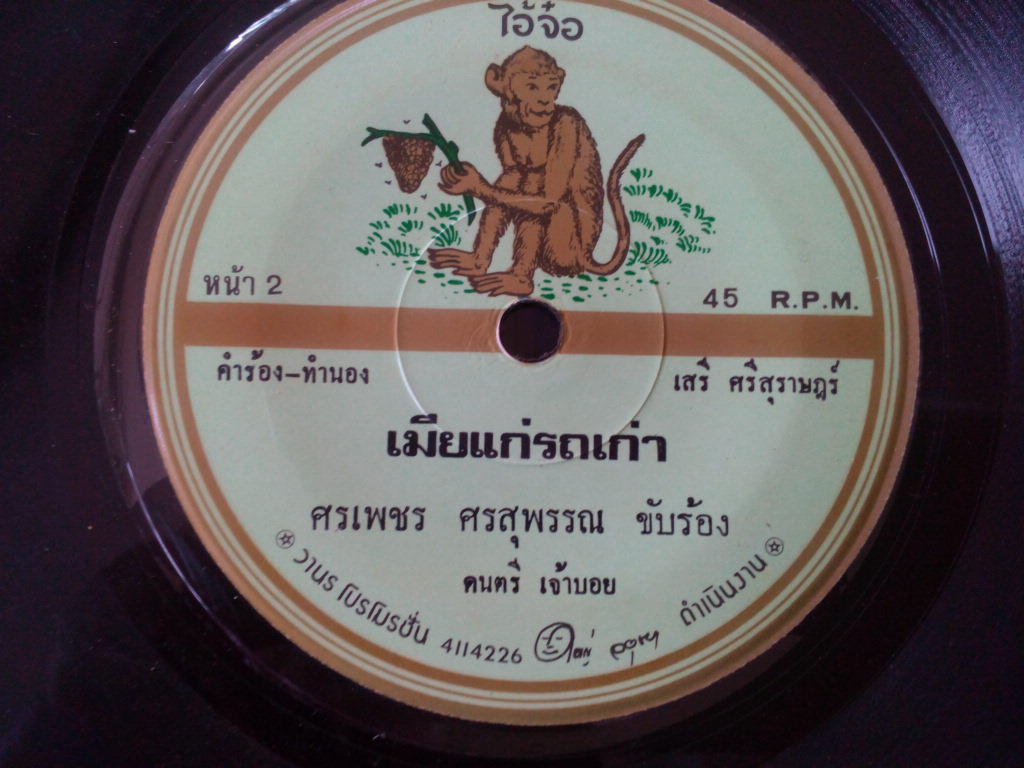 ไอ้จ๋อ
หน้า 2
45 R.P.M.
คำร้อง-ทำนอง
เสรี ศรีสุราษฎร์
เมียแก่รถเก่า
ศรเพชร ศรสุพรรณ ขับร้อง
ดนตรี เจ้าบอย
วานร โปรโมรชั่น 4114226
ดำเนินงาน